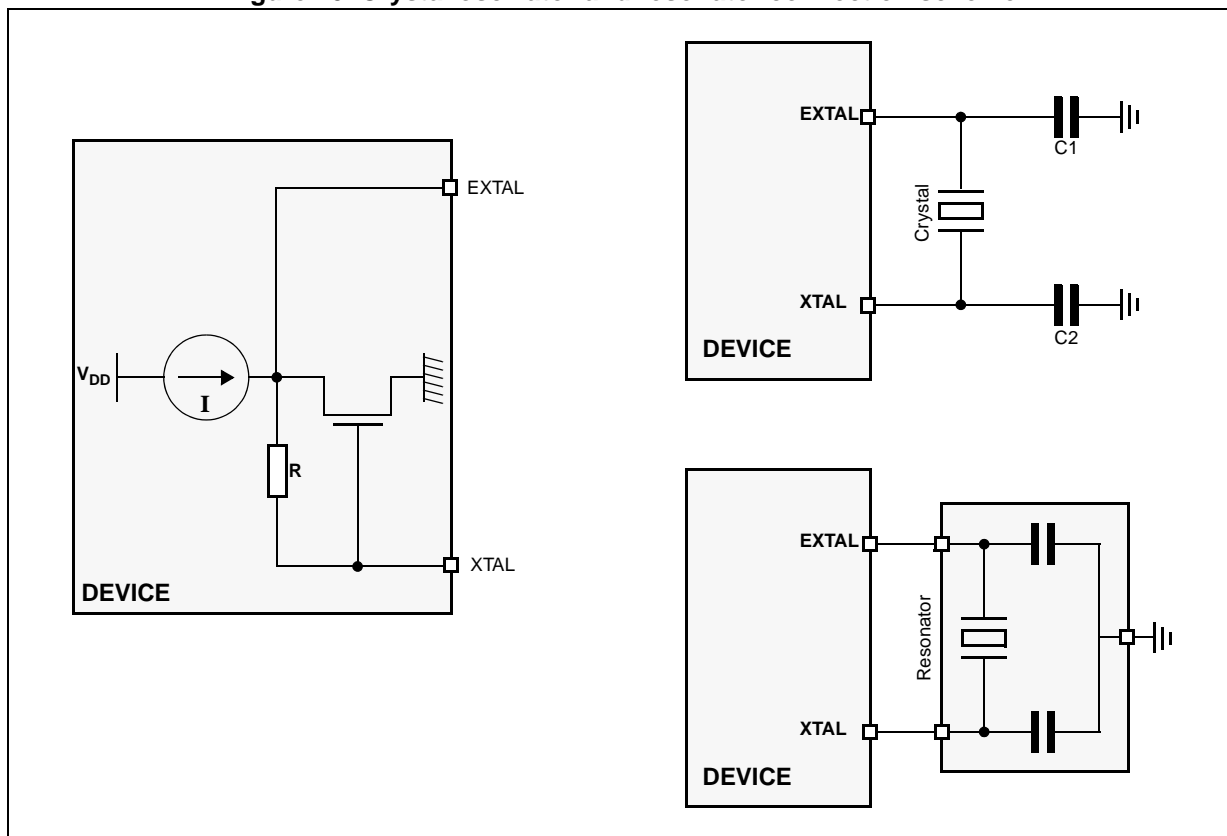 EXTAL
V_DD
I
R
XTAL
DEVICE
EXTAL
C1
Crystal
XTAL
C2
DEVICE
EXTAL
Resonator
XTAL
DEVICE